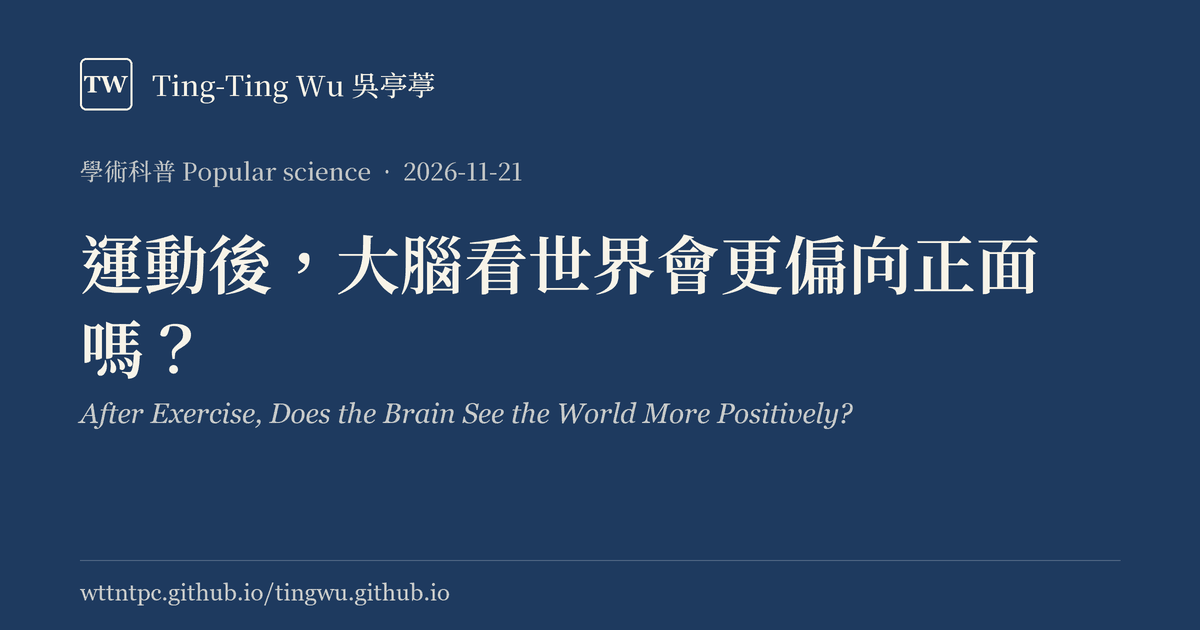 TW
Ting-Ting Wu 吳亭葶
學術科普 Popular science · 2026-11-21
運動後，大腦看世界會更偏向正面
嗎？
After Exercise, Does the Brain See the World More Positively?
wttntpc.github.io/tingwu.github.io